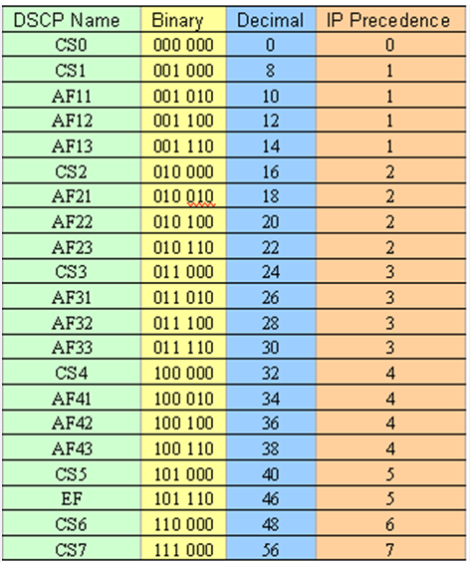 DSCP Name Binary Decimal IP Precedence
CS0 000 000 0 0
CS1 001 000 8 1
AF11 001 010 10 1
AF12 001 100 12 1
AF13 001 110 14 1
CS2 010 000 16 2
AF21 010 010 18 2
AF22 010 100 20 2
AF23 010 110 22 2
CS3 011 000 24 3
AF31 011 010 26 3
AF32 011 100 28 3
AF33 011 110 30 3
CS4 100 000 32 4
AF41 100 010 34 4
AF42 100 100 36 4
AF43 100 110 38 4
CS5 101 000 40 5
EF 101 110 46 5
CS6 110 000 48 6
CS7 111 000 56 7